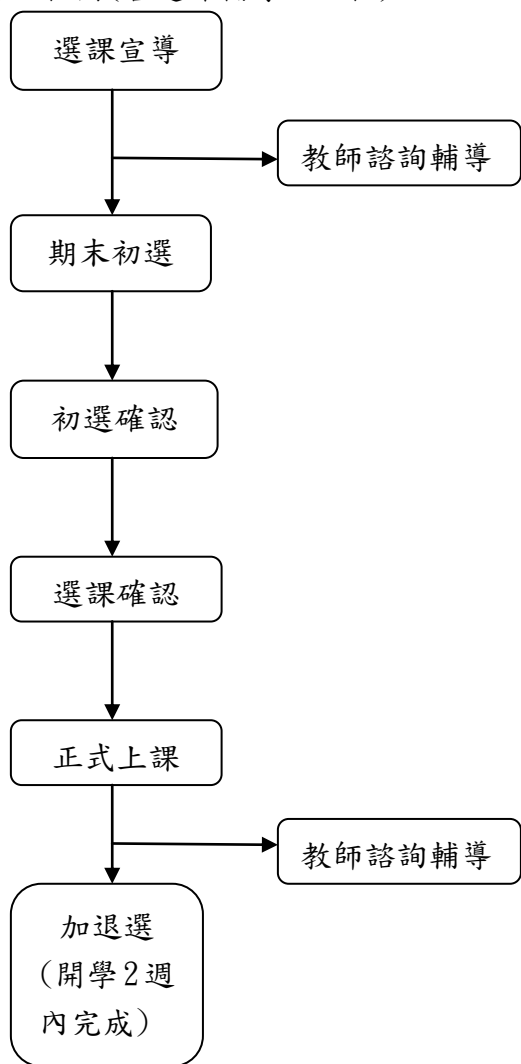 選課宣導
教師諮詢輔導
期末初選
初選確認
選課確認
正式上課
教師諮詢輔導
加退選
(開學2週
內完成)